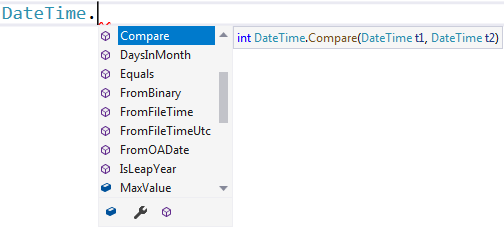 DateTime.
Compare
int DateTime.Compare(DateTime t1, DateTime t2)
DaysInMonth
Equals
FromBinary
FromFileTime
FromFileTimeUtc
FromOADate
IsLeapYear
MaxValue